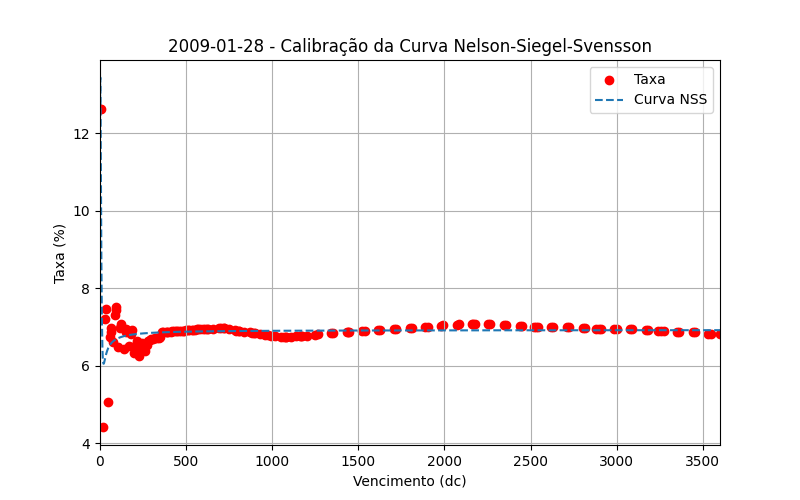 2009-01-28 - Calibração da Curva Nelson-Siegel-Svensson
Taxa
Curva NSS
Taxa (%)
12
10
8
6
4
0 500 1000 1500 2000 2500 3000 3500
Vencimento (dc)